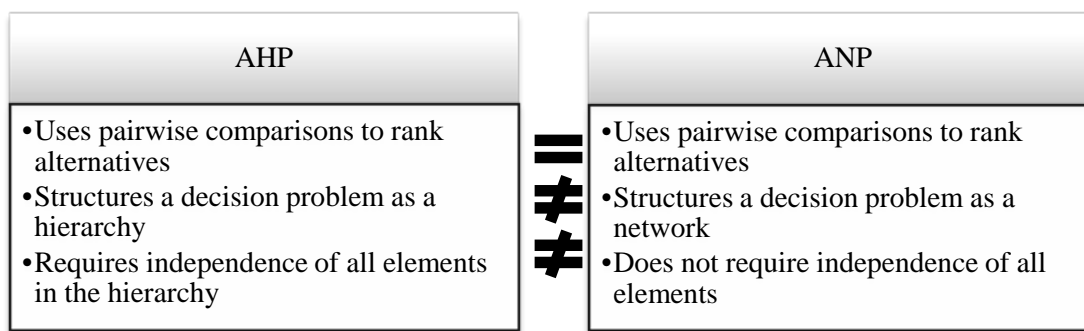 AHP
•Uses pairwise comparisons to rank
alternatives
•Structures a decision problem as a
hierarchy
•Requires independence of all elements
in the hierarchy
=
≠
≠
ANP
•Uses pairwise comparisons to rank
alternatives
•Structures a decision problem as a
network
•Does not require independence of all
elements